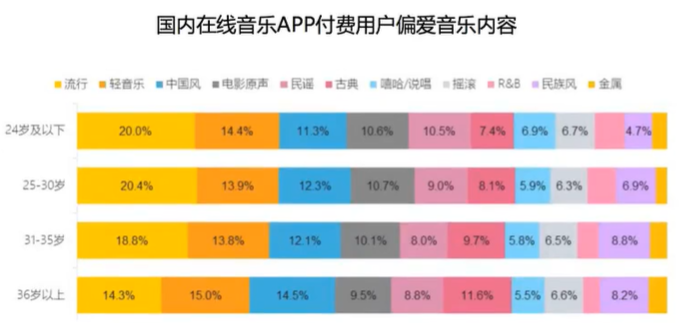 国内在线音乐APP付费用户偏爱音乐内容
流行 轻音乐 中国风 电影原声 民谣 古典 嘻哈/说唱 摇滚 R&B 民族风 金属
24岁及以下 20.0% 14.4% 11.3% 10.6% 10.5% 7.4% 6.9% 6.7% 4.7%
25-30岁 20.4% 13.9% 12.3% 10.7% 9.0% 8.1% 5.9% 6.3% 6.9%
31-35岁 18.8% 13.8% 12.1% 10.1% 8.0% 9.7% 5.8% 6.5% 8.8%
36岁以上 14.3% 15.0% 14.5% 9.5% 8.8% 11.6% 5.5% 6.6% 8.2%